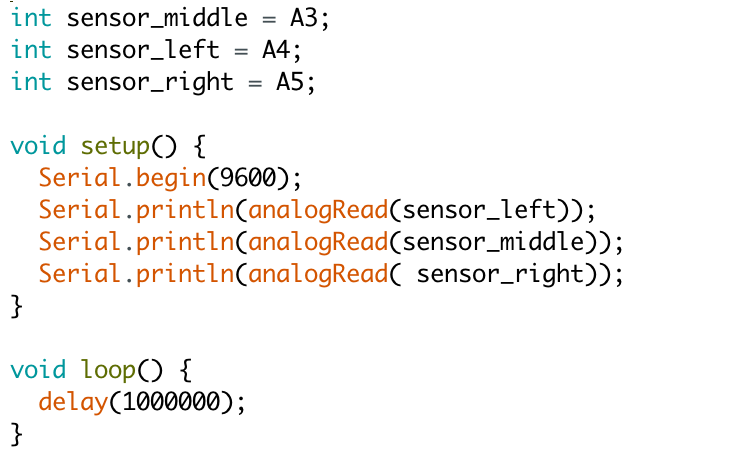 int sensor_middle = A3;
int sensor_left = A4;
int sensor_right = A5;
void setup() {
Serial.begin(9600);
Serial.println(analogRead(sensor_left));
Serial.println(analogRead(sensor_middle));
Serial.println(analogRead( sensor_right));
}
void loop() {
delay(1000000);
}